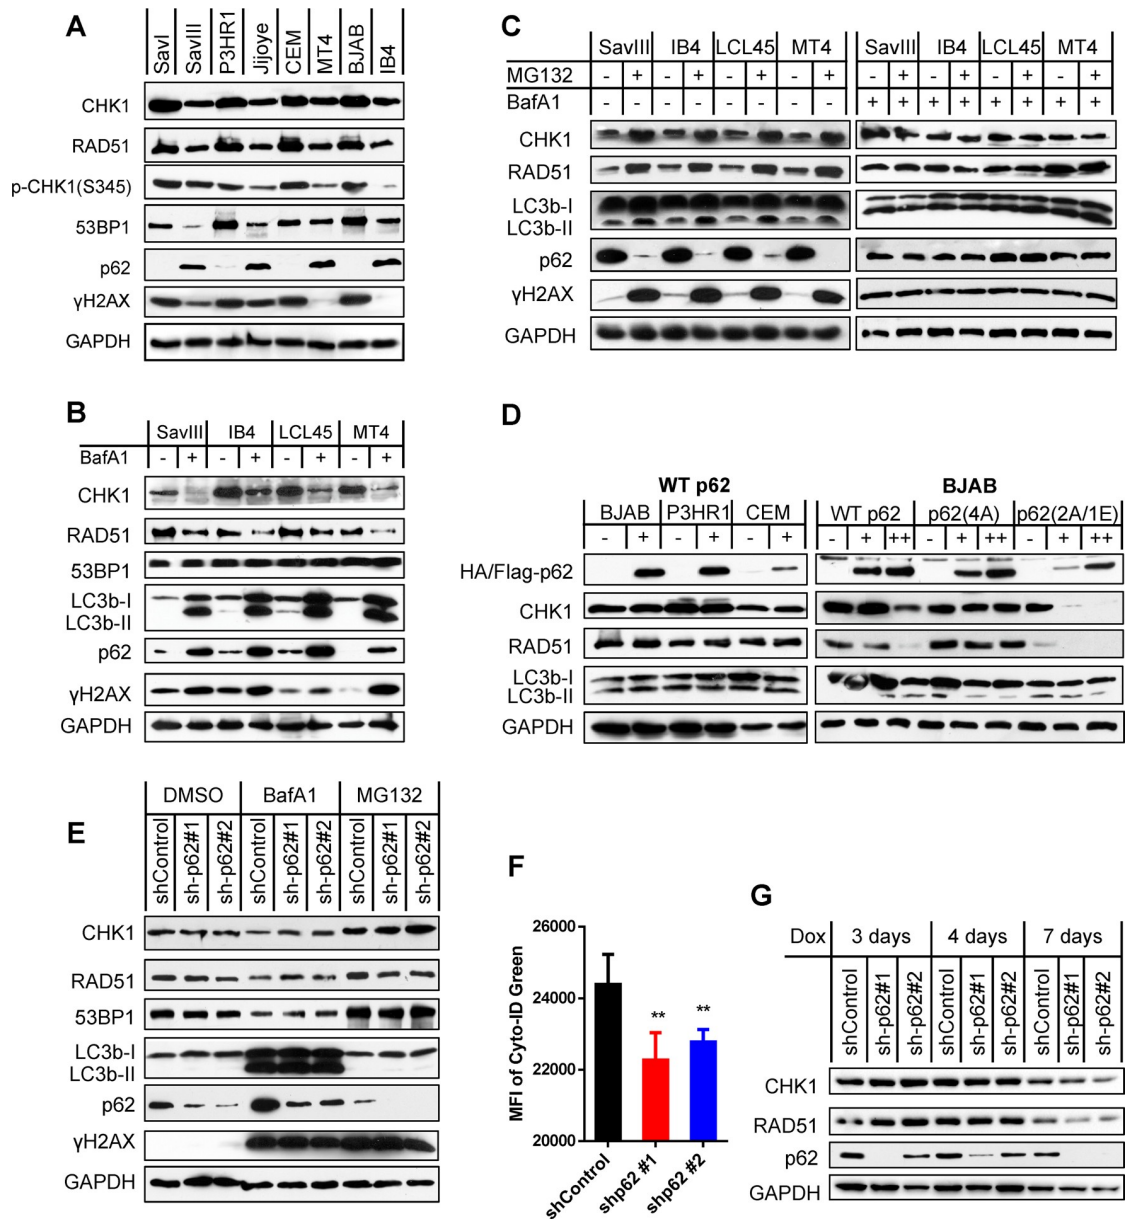 A
SavI SavIII P3HR1 Jijoye CEM MT4 BJAB IB4
CHK1
RAD51
p-CHK1(S345)
53BP1
p62
γH2AX
GAPDH
B
SavIII IB4 LCL45 MT4
BafA1 - + - + - + - +
CHK1
RAD51
53BP1
LC3b-I
LC3b-II
p62
γH2AX
GAPDH
C
SavIII IB4 LCL45 MT4 SavIII IB4 LCL45 MT4
MG132 - + - + - + - + - + - + - + - +
BafA1 - - - - - - - - + + + + + + + +
CHK1
RAD51
LC3b-I
LC3b-II
p62
γH2AX
GAPDH
D
WT p62 BJAB
BJAB P3HR1 CEM WT p62 p62(4A) p62(2A/1E)
- + - + - + - + ++ - + ++ - + ++
HA/Flag-p62
CHK1
RAD51
LC3b-I
LC3b-II
GAPDH
E
DMSO BafA1 MG132
shControl sh-p62#1 sh-p62#2 shControl sh-p62#1 sh-p62#2 shControl sh-p62#1 sh-p62#2
CHK1
RAD51
53BP1
LC3b-I
LC3b-II
p62
γH2AX
GAPDH
F
MFI of Cyto-ID Green
26000
24000
22000
20000
** **
shControl shp62 #1 shp62 #2
G
Dox 3 days 4 days 7 days
shControl sh-p62#1 sh-p62#2 shControl sh-p62#1 sh-p62#2 shControl sh-p62#1 sh-p62#2
CHK1
RAD51
p62
GAPDH